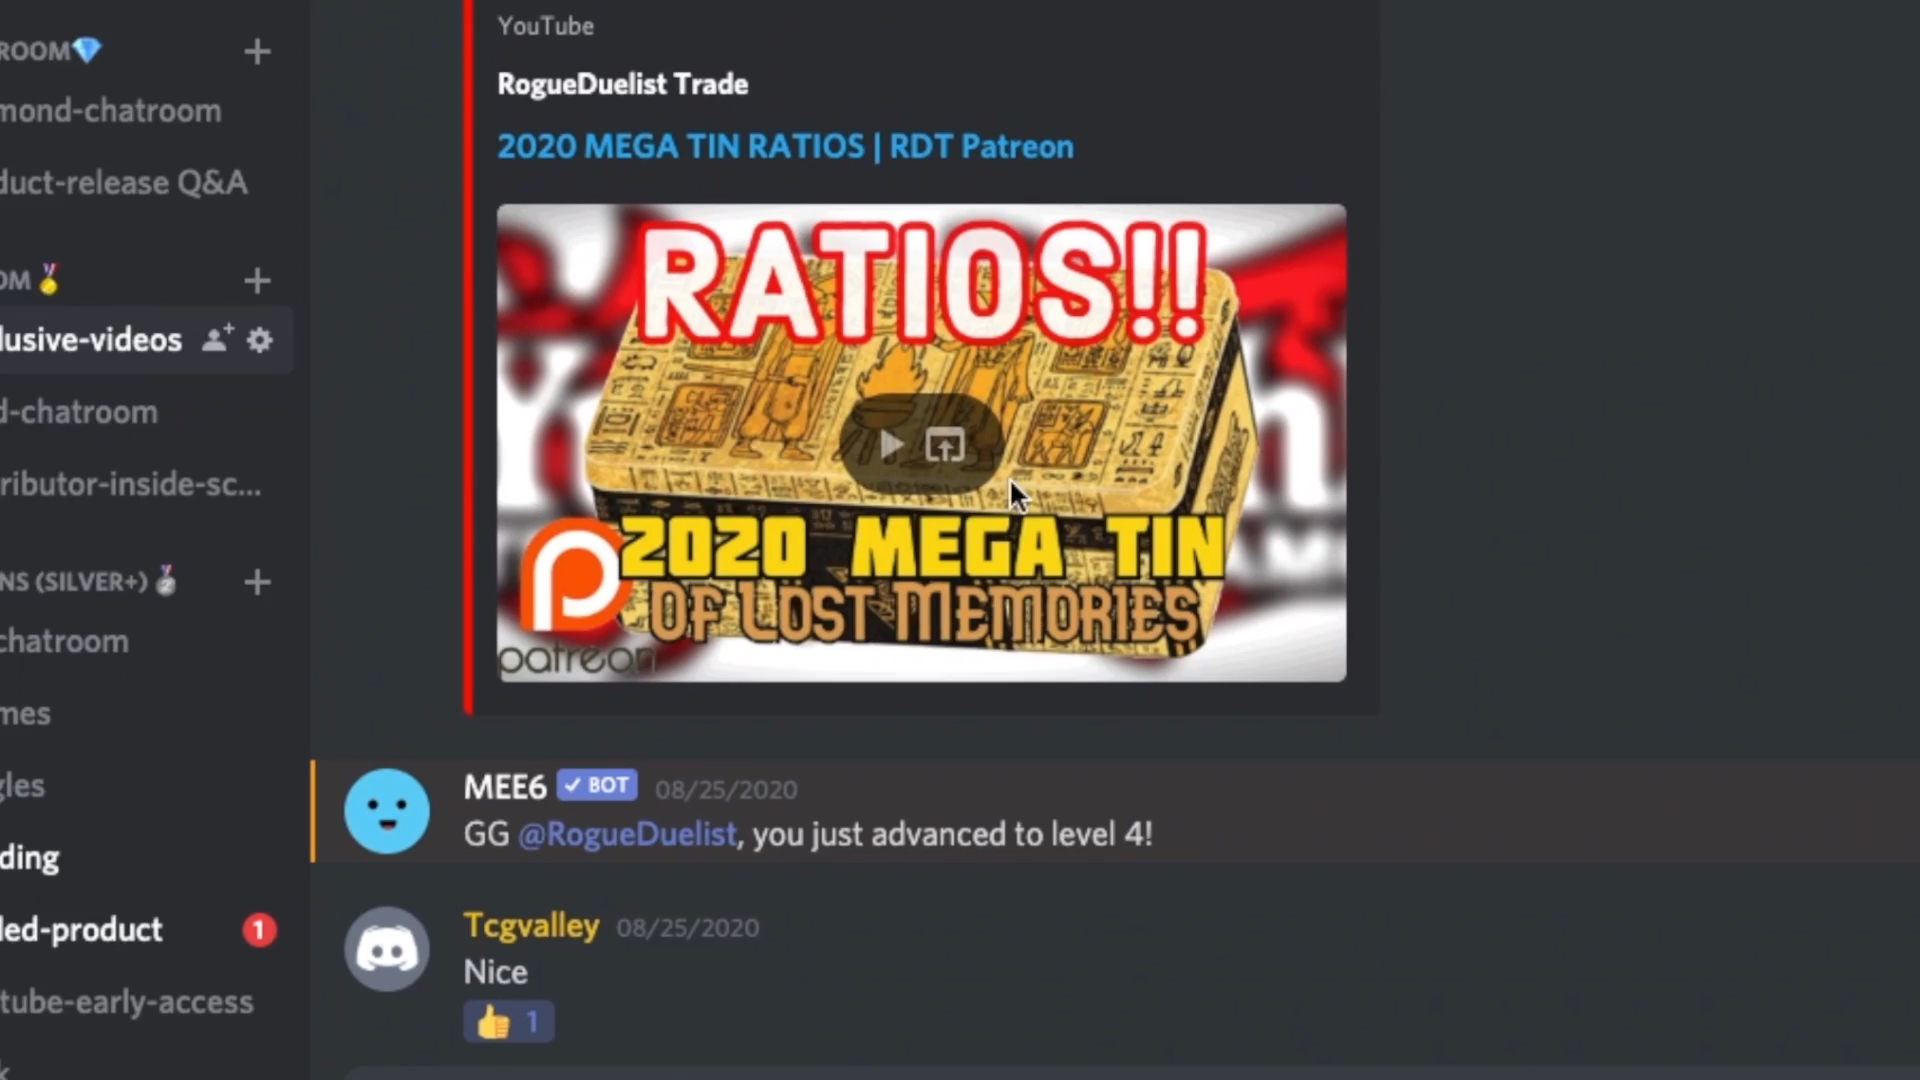 ROOM💎
mond-chatroom
duct-release Q&A
OM🏅
lusive-videos
d-chatroom
ributor-inside-sc...
NS (SILVER+)🥈
chatroom
mes
gles
ding
led-product
1
tube-early-access
YouTube
RogueDuelist Trade
2020 MEGA TIN RATIOS | RDT Patreon
RATIOS!!
2020 MEGA TIN
OF LOST MEMORIES
patreon
MEE6 ✓ BOT 08/25/2020
GG @RogueDuelist, you just advanced to level 4!
Tcgvalley 08/25/2020
Nice
👍 1